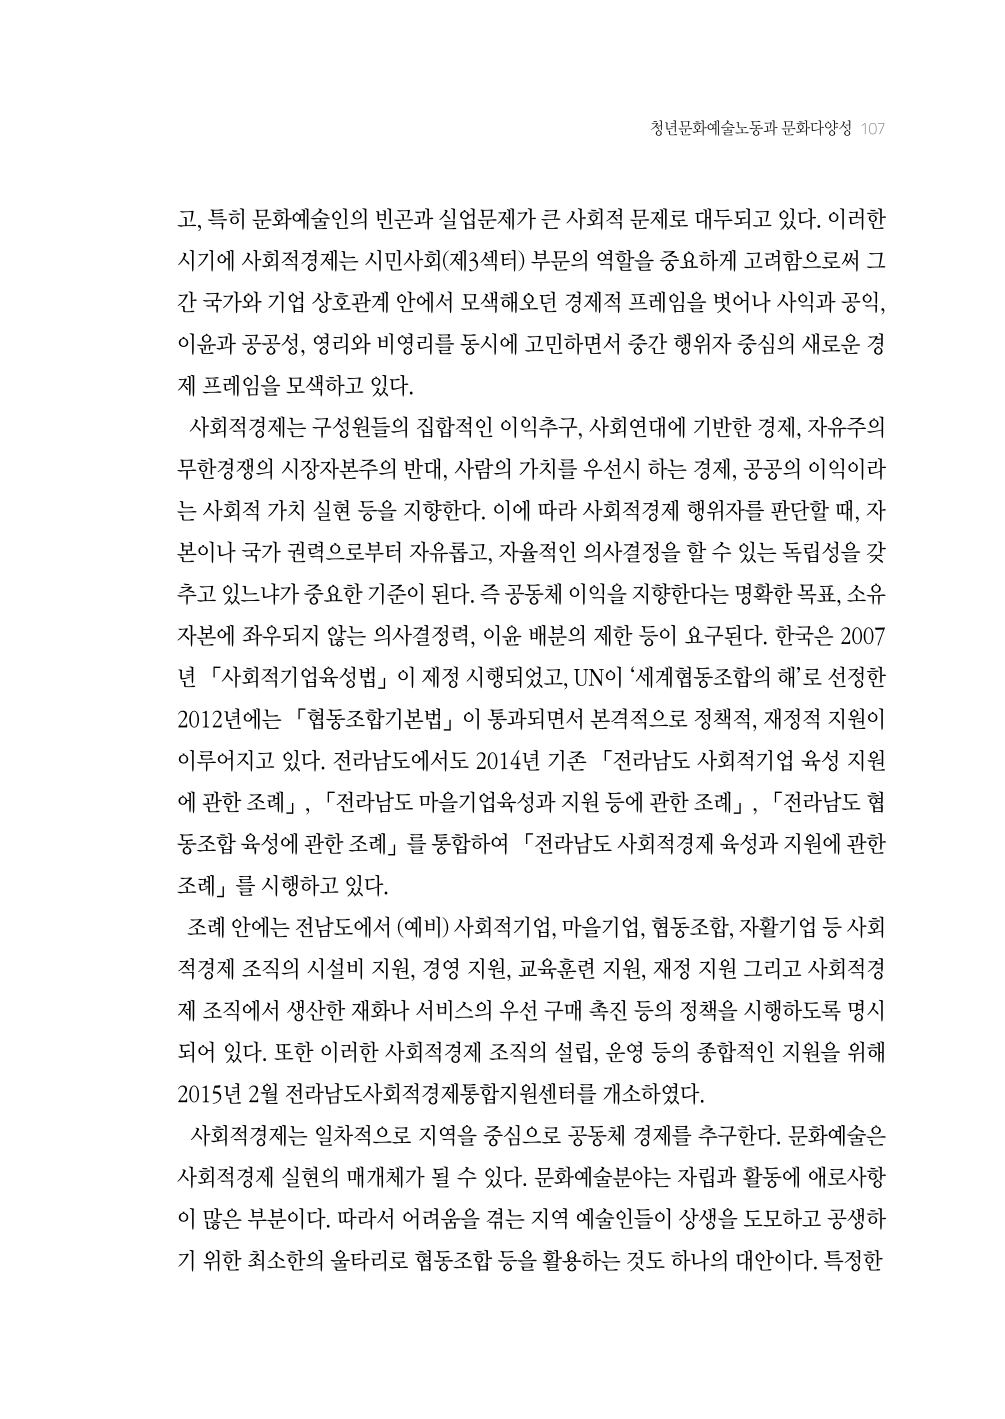 청년문화예술노동과 문화다양성 107
고, 특히 문화예술인의 빈곤과 실업문제가 큰 사회적 문제로 대두되고 있다. 이러한
시기에 사회적경제는 시민사회(제3섹터) 부문의 역할을 중요하게 고려함으로써 그
간 국가와 기업 상호관계 안에서 모색해오던 경제적 프레임을 벗어나 사익과 공익,
이윤과 공공성, 영리와 비영리를 동시에 고민하면서 중간 행위자 중심의 새로운 경
제 프레임을 모색하고 있다.
사회적경제는 구성원들의 집합적인 이익추구, 사회연대에 기반한 경제, 자유주의
무한경쟁의 시장자본주의 반대, 사람의 가치를 우선시 하는 경제, 공공의 이익이라
는 사회적 가치 실현 등을 지향한다. 이에 따라 사회적경제 행위자를 판단할 때, 자
본이나 국가 권력으로부터 자유롭고, 자율적인 의사결정을 할 수 있는 독립성을 갖
추고 있느냐가 중요한 기준이 된다. 즉 공동체 이익을 지향한다는 명확한 목표, 소유
자본에 좌우되지 않는 의사결정력, 이윤 배분의 제한 등이 요구된다. 한국은 2007
년 「사회적기업육성법」이 제정 시행되었고, UN이 ‘세계협동조합의 해’로 선정한
2012년에는 「협동조합기본법」이 통과되면서 본격적으로 정책적, 재정적 지원이
이루어지고 있다. 전라남도에서도 2014년 기존 「전라남도 사회적기업 육성 지원
에 관한 조례」, 「전라남도 마을기업육성과 지원 등에 관한 조례」, 「전라남도 협
동조합 육성에 관한 조례」를 통합하여 「전라남도 사회적경제 육성과 지원에 관한
조례」를 시행하고 있다.
조례 안에는 전남도에서 (예비) 사회적기업, 마을기업, 협동조합, 자활기업 등 사회
적경제 조직의 시설비 지원, 경영 지원, 교육훈련 지원, 재정 지원 그리고 사회적경
제 조직에서 생산한 재화나 서비스의 우선 구매 촉진 등의 정책을 시행하도록 명시
되어 있다. 또한 이러한 사회적경제 조직의 설립, 운영 등의 종합적인 지원을 위해
2015년 2월 전라남도사회적경제통합지원센터를 개소하였다.
사회적경제는 일차적으로 지역을 중심으로 공동체 경제를 추구한다. 문화예술은
사회적경제 실현의 매개체가 될 수 있다. 문화예술분야는 자립과 활동에 애로사항
이 많은 부분이다. 따라서 어려움을 겪는 지역 예술인들이 상생을 도모하고 공생하
기 위한 최소한의 울타리로 협동조합 등을 활용하는 것도 하나의 대안이다. 특정한